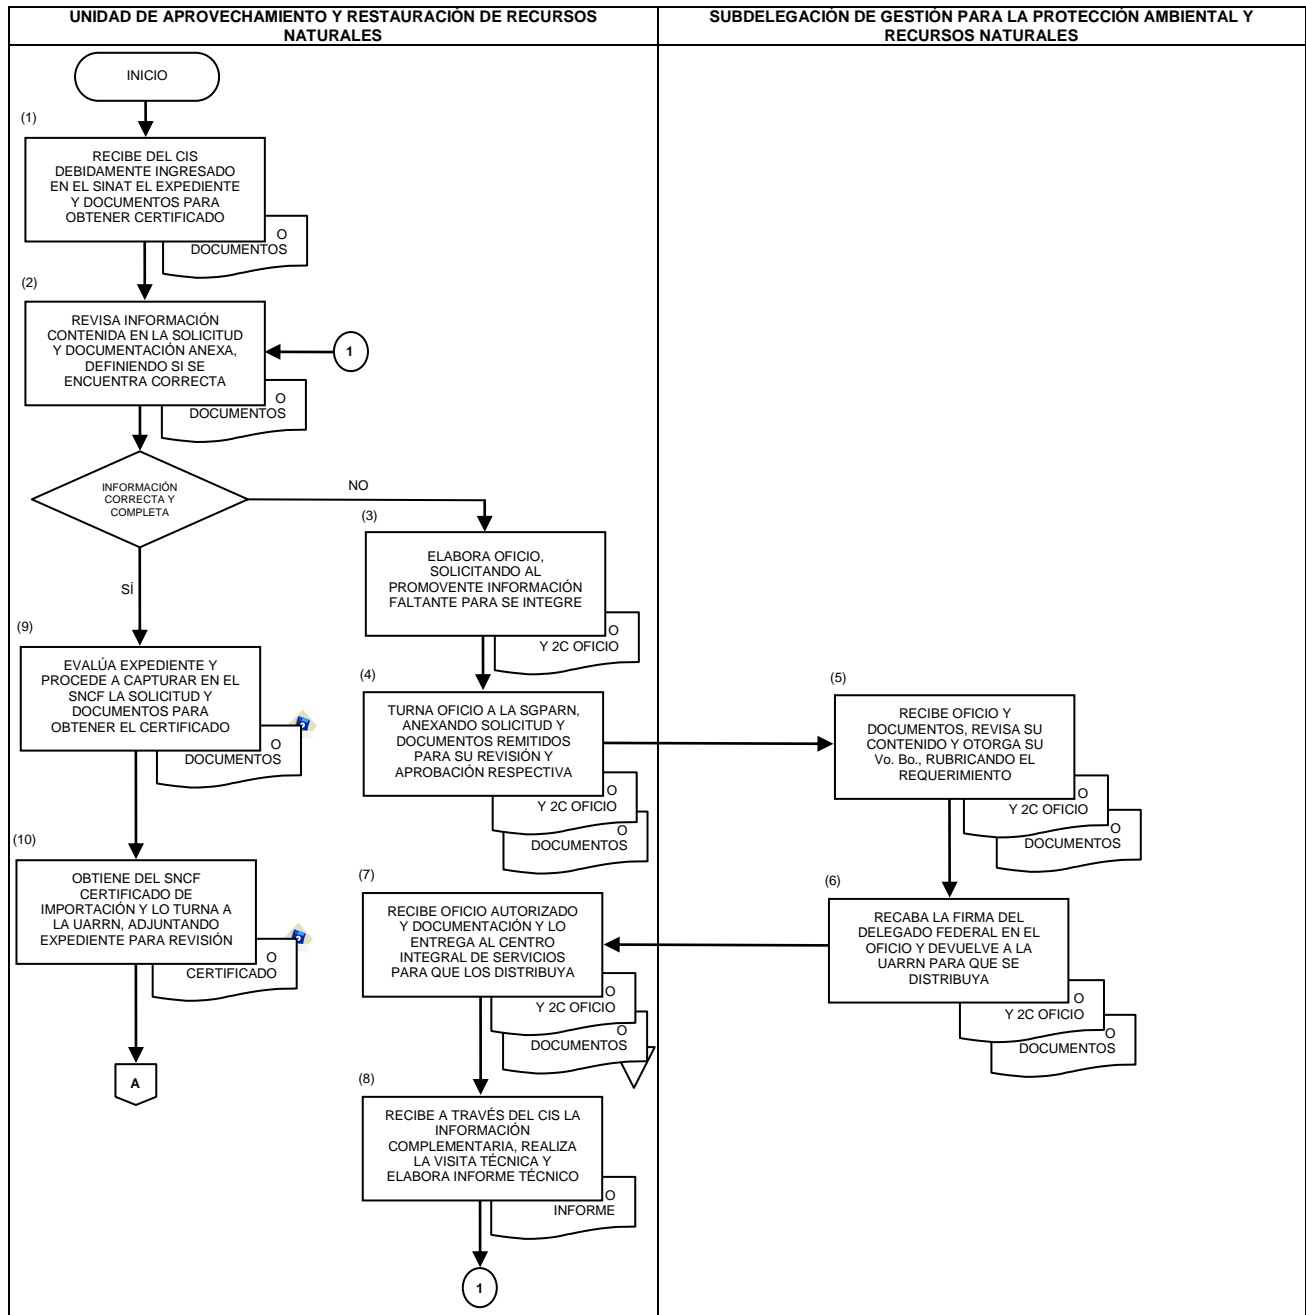 UNIDAD DE APROVECHAMIENTO Y RESTAURACIÓN DE RECURSOS
NATURALES
SUBDELEGACIÓN DE GESTIÓN PARA LA PROTECCIÓN AMBIENTAL Y
RECURSOS NATURALES
INICIO
(1)
RECIBE DEL CIS
DEBIDAMENTE INGRESADO
EN EL SINAT EL EXPEDIENTE
Y DOCUMENTOS PARA
OBTENER CERTIFICADO
O
DOCUMENTOS
(2)
REVISA INFORMACIÓN
CONTENIDA EN LA SOLICITUD
Y DOCUMENTACIÓN ANEXA,
DEFINIENDO SI SE
ENCUENTRA CORRECTA
1
O
DOCUMENTOS
INFORMACIÓN
CORRECTA Y
COMPLETA
NO
SÍ
(3)
ELABORA OFICIO,
SOLICITANDO AL
PROMOVENTE INFORMACIÓN
FALTANTE PARA SE INTEGRE
O
Y 2C OFICIO
(4)
TURNA OFICIO A LA SGPARN,
ANEXANDO SOLICITUD Y
DOCUMENTOS REMITIDOS
PARA SU REVISIÓN Y
APROBACIÓN RESPECTIVA
O
Y 2C OFICIO
O
DOCUMENTOS
(5)
RECIBE OFICIO Y
DOCUMENTOS, REVISA SU
CONTENIDO Y OTORGA SU
Vo. Bo., RUBRICANDO EL
REQUERIMIENTO
O
Y 2C OFICIO
O
DOCUMENTOS
(6)
RECABA LA FIRMA DEL
DELEGADO FEDERAL EN EL
OFICIO Y DEVUELVE A LA
UARRN PARA QUE SE
DISTRIBUYA
O
Y 2C OFICIO
O
DOCUMENTOS
(7)
RECIBE OFICIO AUTORIZADO
Y DOCUMENTACIÓN Y LO
ENTREGA AL CENTRO
INTEGRAL DE SERVICIOS
PARA QUE LOS DISTRIBUYA
O
Y 2C OFICIO
O
DOCUMENTOS
(8)
RECIBE A TRAVÉS DEL CIS LA
INFORMACIÓN
COMPLEMENTARIA, REALIZA
LA VISITA TÉCNICA Y
ELABORA INFORME TÉCNICO
O
INFORME
1
(9)
EVALÚA EXPEDIENTE Y
PROCEDE A CAPTURAR EN EL
SNCF LA SOLICITUD Y
DOCUMENTOS PARA
OBTENER EL CERTIFICADO
O
DOCUMENTOS
(10)
OBTIENE DEL SNCF
CERTIFICADO DE
IMPORTACIÓN Y LO TURNA A
LA UARRN, ADJUNTANDO
EXPEDIENTE PARA REVISIÓN
O
CERTIFICADO
A